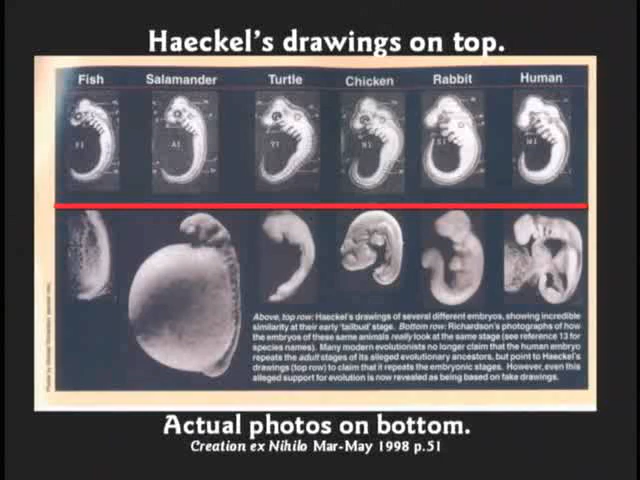 Haeckel's drawings on top.
Fish Salamander Turtle Chicken Rabbit Human
Above, top row: Haeckel's drawings of several different embryos, showing incredible
similarity at their early 'tailbud' stage. Bottom row: Richardson's photographs of how
the embryos of these same animals really look at the same stage (see reference 13 for
species names). Many modern evolutionists no longer claim that the human embryo
repeats the adult stages of its alleged evolutionary ancestors, but point to Haeckel's
drawings (top row) to claim that it repeats the embryonic stages. However, even this
alleged support for evolution is now revealed as being based on fake drawings.
Actual photos on bottom.
Creation ex Nihilo Mar-May 1998 p.51